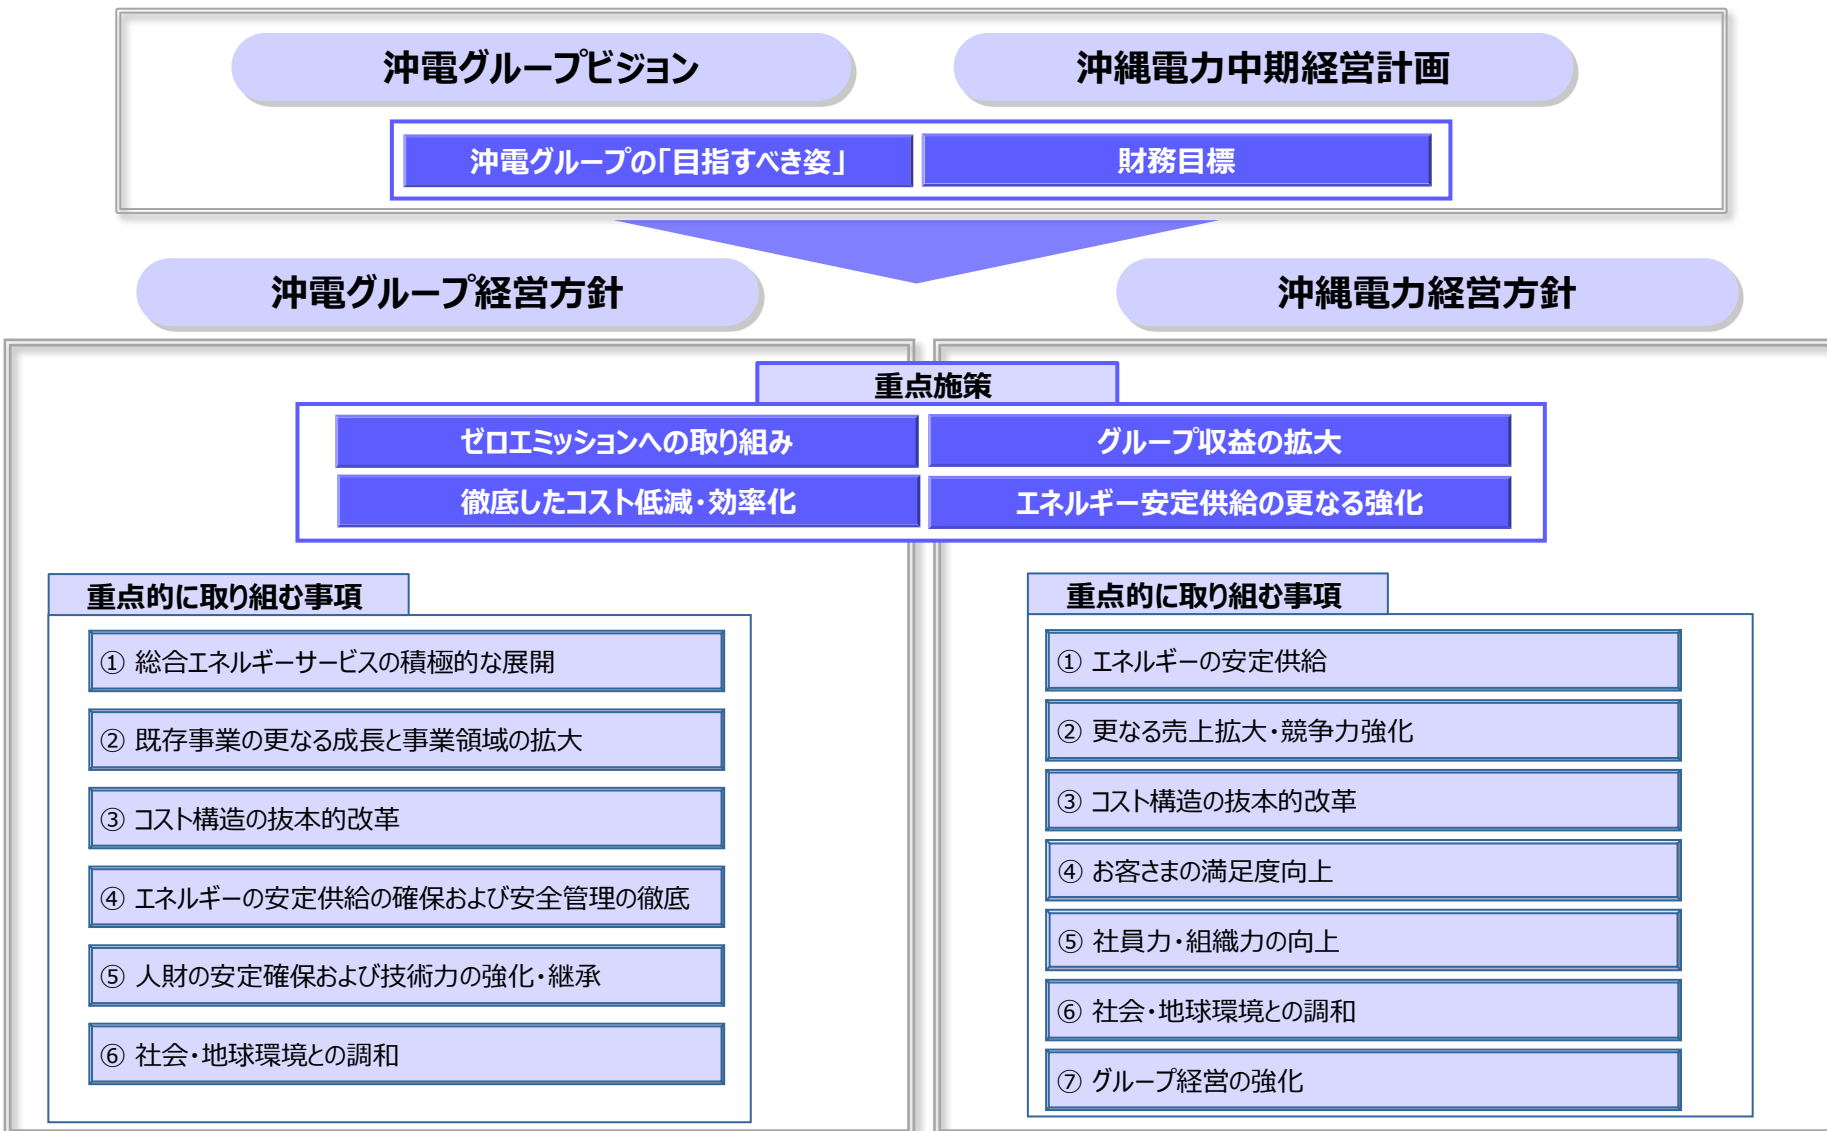 沖電グループビジョン
沖縄電力中期経営計画
沖電グループの「目指すべき姿」
財務目標
沖電グループ経営方針
沖縄電力経営方針
重点施策
ゼロエミッションへの取り組み
グループ収益の拡大
徹底したコスト低減・効率化
エネルギー安定供給の更なる強化
重点的に取り組む事項
① 総合エネルギーサービスの積極的な展開
② 既存事業の更なる成長と事業領域の拡大
③ コスト構造の抜本的改革
④ エネルギーの安定供給の確保および安全管理の徹底
⑤ 人財の安定確保および技術力の強化・継承
⑥ 社会・地球環境との調和
重点的に取り組む事項
① エネルギーの安定供給
② 更なる売上拡大・競争力強化
③ コスト構造の抜本的改革
④ お客さまの満足度向上
⑤ 社員力・組織力の向上
⑥ 社会・地球環境との調和
⑦ グループ経営の強化